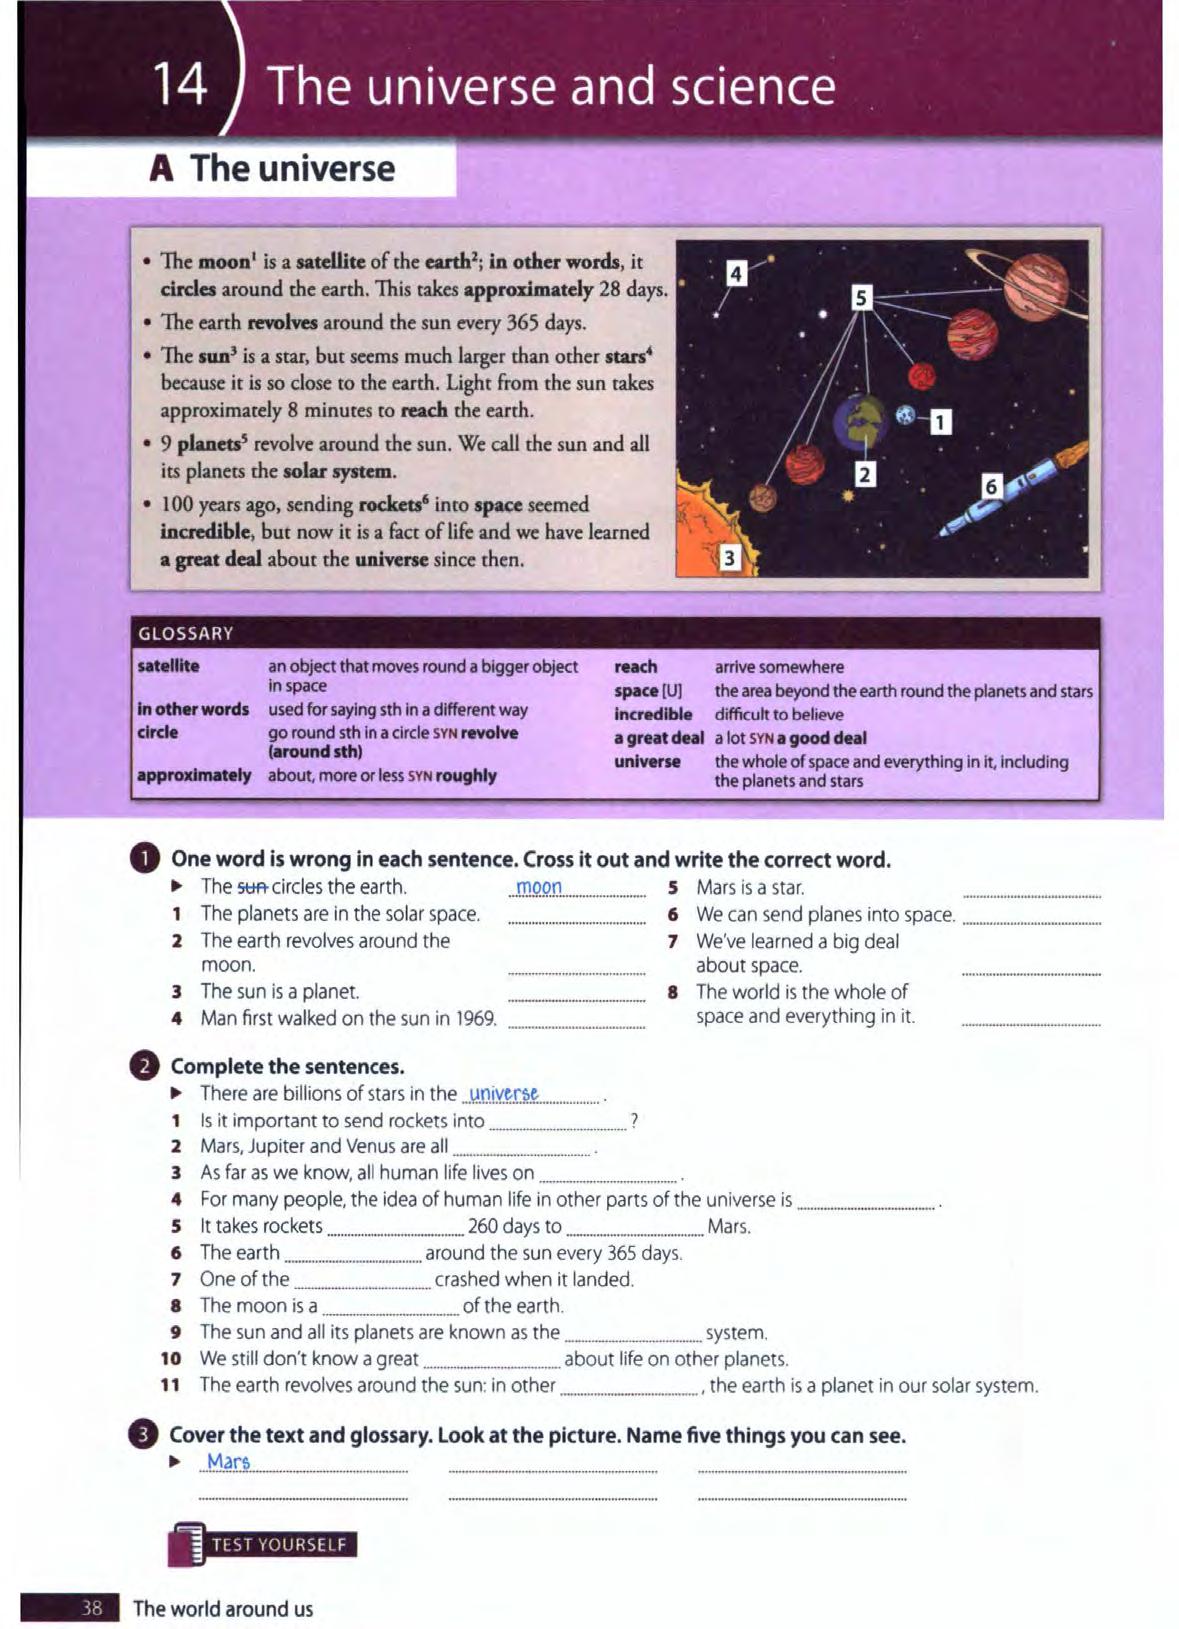 14 The universe and science
A The universe
• The moon¹ is a satellite of the earth²; in other words, it
circles around the earth. This takes approximately 28 days.
• The earth revolves around the sun every 365 days.
• The sun³ is a star, but seems much larger than other stars⁴
because it is so close to the earth. Light from the sun takes
approximately 8 minutes to reach the earth.
• 9 planets⁵ revolve around the sun. We call the sun and all
its planets the solar system.
• 100 years ago, sending rockets⁶ into space seemed
incredible, but now it is a fact of life and we have learned
a great deal about the universe since then.
4
5
1
2
6
3
GLOSSARY
satellite an object that moves round a bigger object
in space
in other words used for saying sth in a different way
circle go round sth in a circle SYN revolve
(around sth)
approximately about, more or less SYN roughly
reach arrive somewhere
space [U] the area beyond the earth round the planets and stars
incredible difficult to believe
a great deal a lot SYN a good deal
universe the whole of space and everything in it, including
the planets and stars
1 One word is wrong in each sentence. Cross it out and write the correct word.
▶ The sun circles the earth. moon
1 The planets are in the solar space.
2 The earth revolves around the
moon.
3 The sun is a planet.
4 Man first walked on the sun in 1969.
5 Mars is a star.
6 We can send planes into space.
7 We've learned a big deal
about space.
8 The world is the whole of
space and everything in it.
2 Complete the sentences.
▶ There are billions of stars in the universe.
1 Is it important to send rockets into ?
2 Mars, Jupiter and Venus are all .
3 As far as we know, all human life lives on .
4 For many people, the idea of human life in other parts of the universe is .
5 It takes rockets 260 days to Mars.
6 The earth around the sun every 365 days.
7 One of the crashed when it landed.
8 The moon is a of the earth.
9 The sun and all its planets are known as the system.
10 We still don't know a great about life on other planets.
11 The earth revolves around the sun: in other , the earth is a planet in our solar system.
3 Cover the text and glossary. Look at the picture. Name five things you can see.
▶ Mars
TEST YOURSELF
38 The world around us